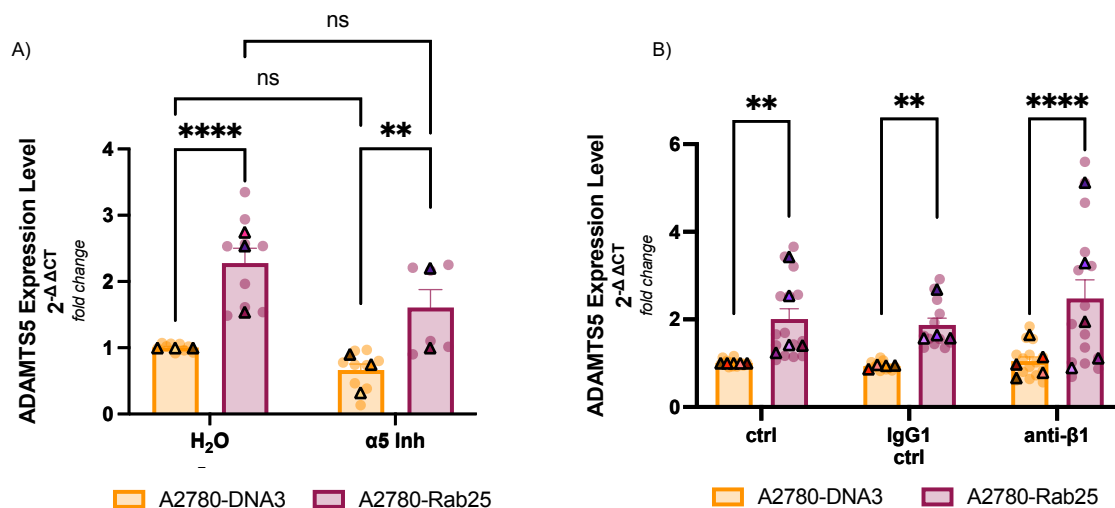 A)
ns
ns
****
**
ADAMTS5 Expression Level
2-Δ ΔCT
fold change
4
3
2
1
0
H2O
α5 Inh
A2780-DNA3
A2780-Rab25
B)
**
**
****
ADAMTS5 Expression Level
2-Δ ΔCT
fold change
6
4
2
0
ctrl
IgG1
ctrl
anti-β1
A2780-DNA3
A2780-Rab25